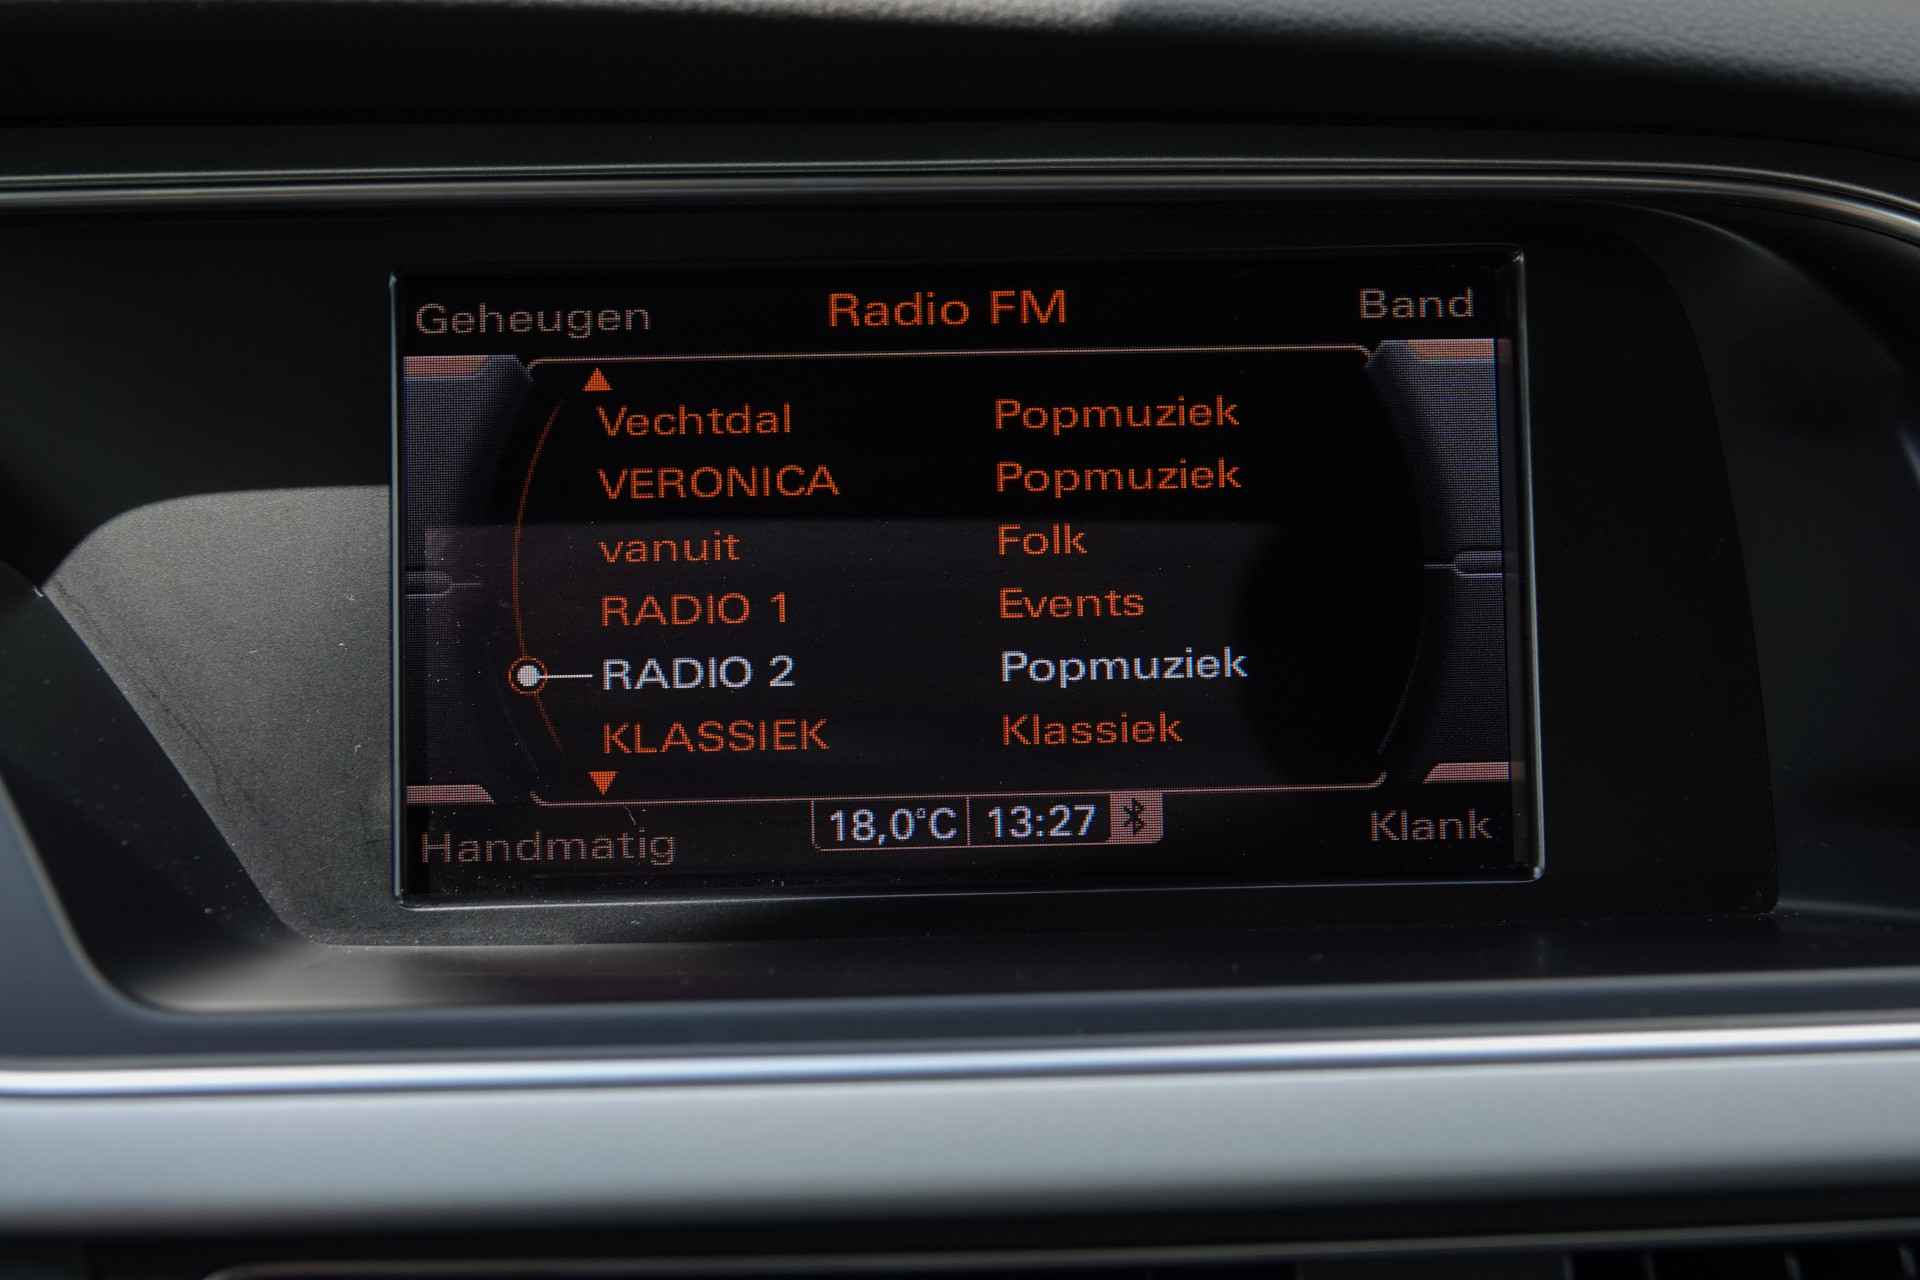 Geheugen Radio FM Band
Vechtdal Popmuziek
VERONICA Popmuziek
vanuit Folk
RADIO 1 Events
RADIO 2 Popmuziek
KLASSIEK Klassiek
Handmatig 18,0°C 13:27 Klank